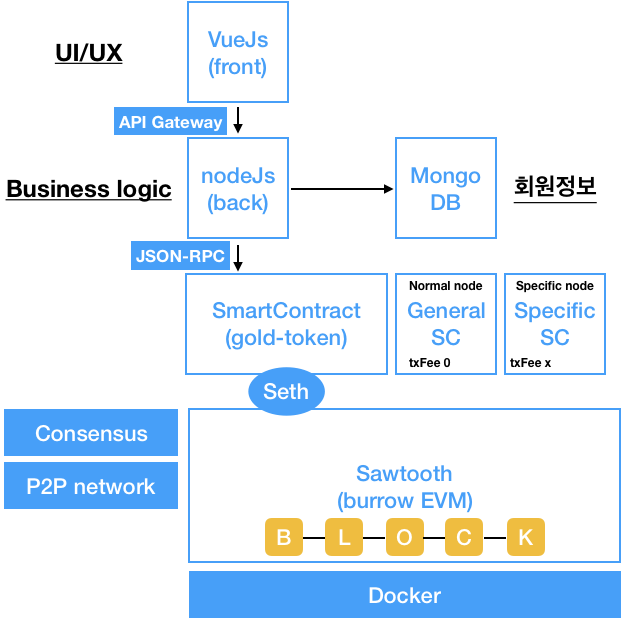 UI/UX
VueJs
(front)
API Gateway
Business logic
nodeJs
(back)
Mongo
DB
회원정보
JSON-RPC
SmartContract
(gold-token)
Normal node
General
SC
txFee 0
Specific node
Specific
SC
txFee x
Seth
Consensus
P2P network
Sawtooth
(burrow EVM)
B L O C K
Docker